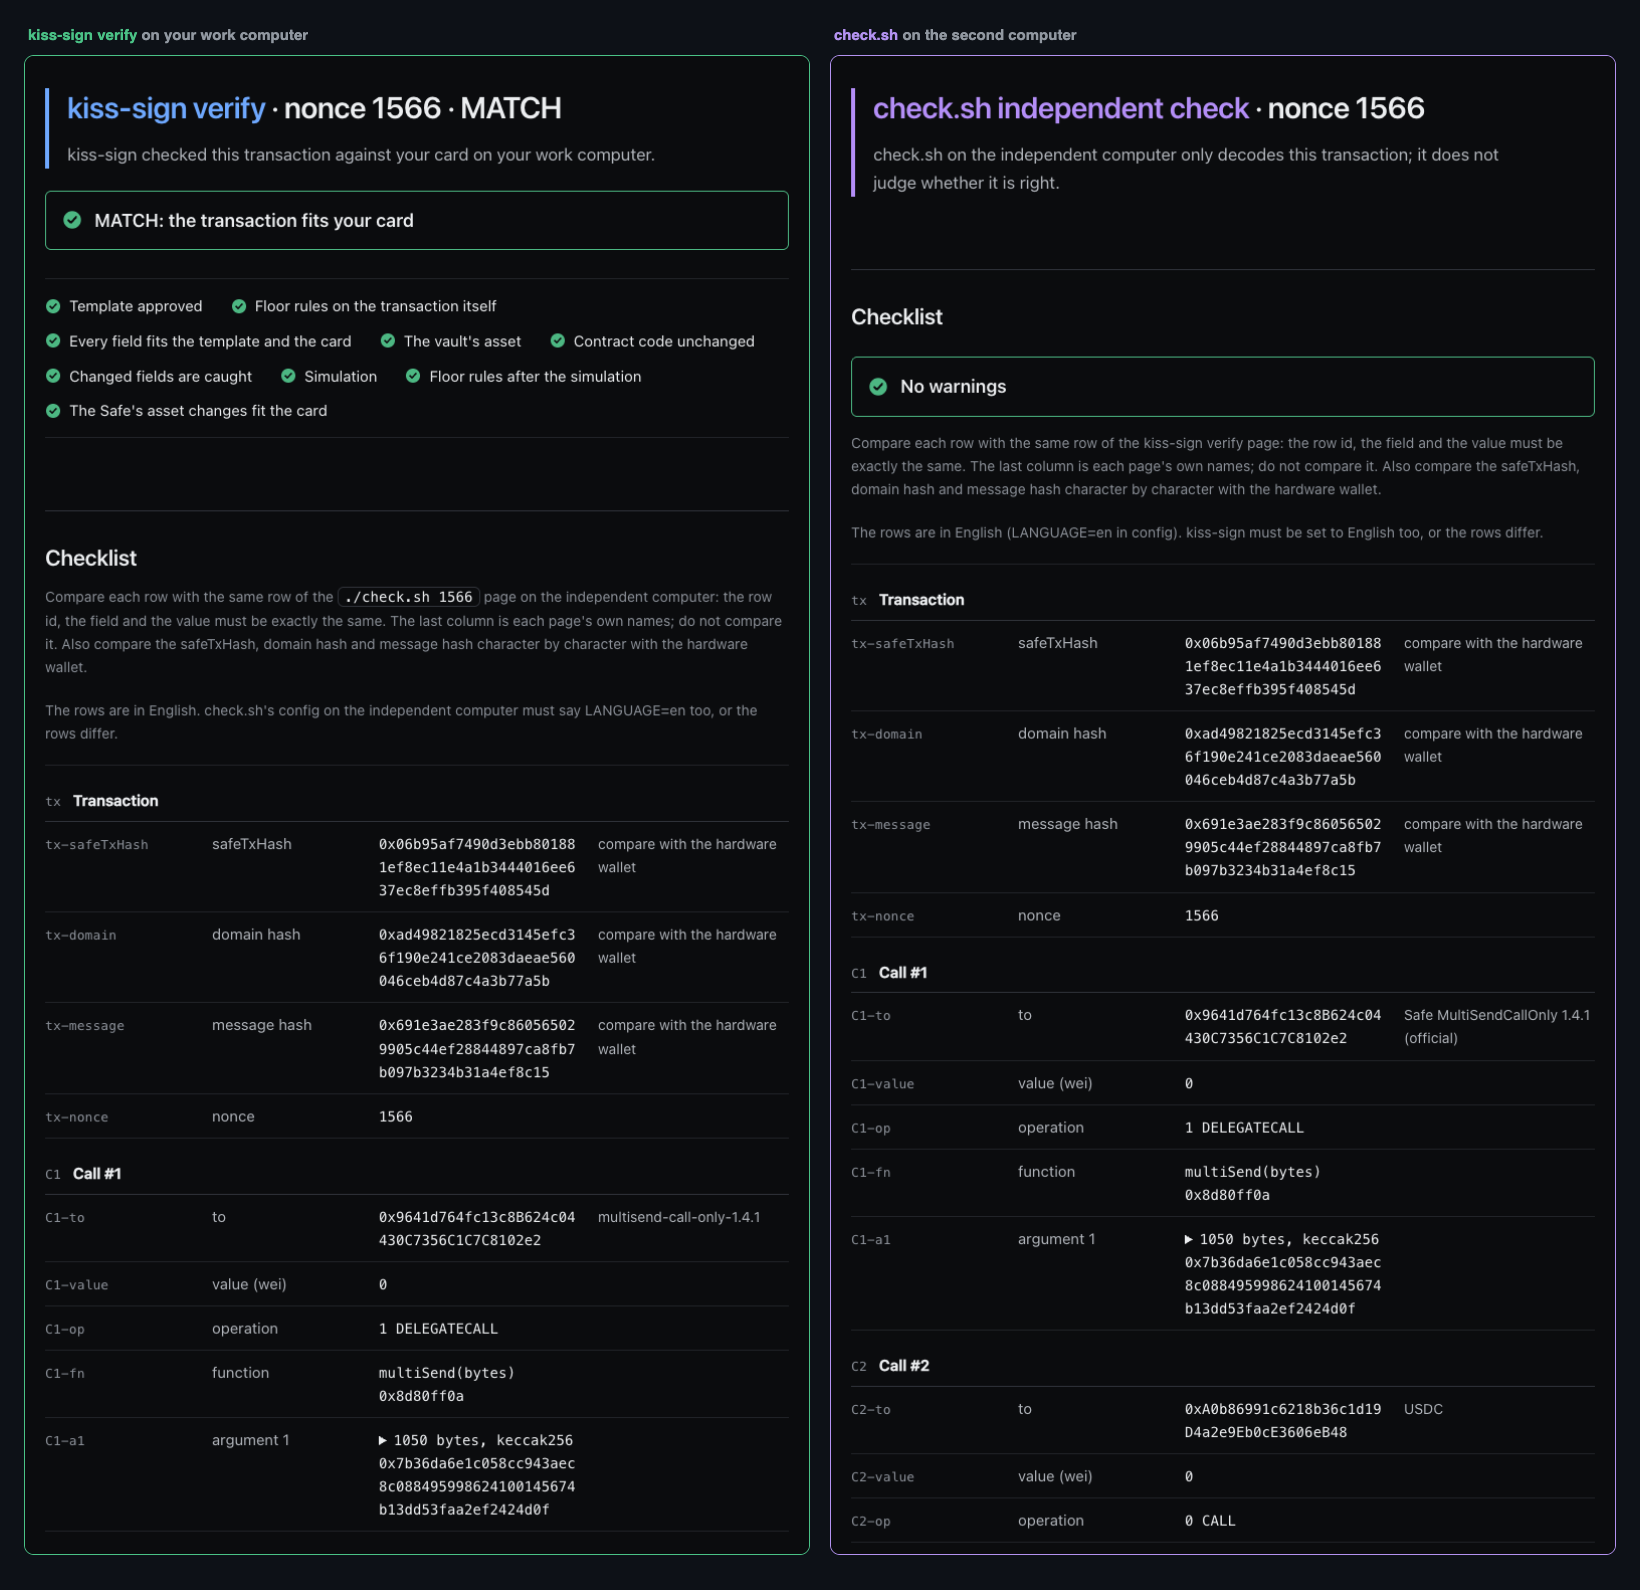 kiss-sign verify on your work computer
kiss-sign verify · nonce 1566 · MATCH
kiss-sign checked this transaction against your card on your work computer.
MATCH: the transaction fits your card
Template approved
Floor rules on the transaction itself
Every field fits the template and the card
The vault's asset
Contract code unchanged
Changed fields are caught
Simulation
Floor rules after the simulation
The Safe's asset changes fit the card
Checklist
Compare each row with the same row of the ./check.sh 1566 page on the independent computer: the row
id, the field and the value must be exactly the same. The last column is each page's own names; do not compare
it. Also compare the safeTxHash, domain hash and message hash character by character with the hardware
wallet.
The rows are in English. check.sh's config on the independent computer must say LANGUAGE=en too, or the
rows differ.
tx Transaction
tx-safeTxHash safeTxHash 0x06b95af7490d3ebb80188 compare with the hardware
1ef8ec11e4a1b3444016ee6 wallet
37ec8effb395f408545d
tx-domain domain hash 0xad49821825ecd3145efc3 compare with the hardware
6f190e241ce2083daeae560 wallet
046ceb4d87c4a3b77a5b
tx-message message hash 0x691e3ae283f9c86056502 compare with the hardware
9905c44ef28844897ca8fb7 wallet
b097b3234b31a4ef8c15
tx-nonce nonce 1566
C1 Call #1
C1-to to 0x9641d764fc13c8B624c04 multisend-call-only-1.4.1
430C7356C1C7C8102e2
C1-value value (wei) 0
C1-op operation 1 DELEGATECALL
C1-fn function multiSend(bytes)
0x8d80ff0a
C1-a1 argument 1 ▶ 1050 bytes, keccak256
0x7b36da6e1c058cc943aec
8c088495998624100145674
b13dd53faa2ef2424d0f
check.sh on the second computer
check.sh independent check · nonce 1566
check.sh on the independent computer only decodes this transaction; it does not
judge whether it is right.
Checklist
No warnings
Compare each row with the same row of the kiss-sign verify page: the row id, the field and the value must be
exactly the same. The last column is each page's own names; do not compare it. Also compare the safeTxHash,
domain hash and message hash character by character with the hardware wallet.
The rows are in English (LANGUAGE=en in config). kiss-sign must be set to English too, or the rows differ.
tx Transaction
tx-safeTxHash safeTxHash 0x06b95af7490d3ebb80188 compare with the hardware
1ef8ec11e4a1b3444016ee6 wallet
37ec8effb395f408545d
tx-domain domain hash 0xad49821825ecd3145efc3 compare with the hardware
6f190e241ce2083daeae560 wallet
046ceb4d87c4a3b77a5b
tx-message message hash 0x691e3ae283f9c86056502 compare with the hardware
9905c44ef28844897ca8fb7 wallet
b097b3234b31a4ef8c15
tx-nonce nonce 1566
C1 Call #1
C1-to to 0x9641d764fc13c8B624c04 Safe MultiSendCallOnly 1.4.1
430C7356C1C7C8102e2 (official)
C1-value value (wei) 0
C1-op operation 1 DELEGATECALL
C1-fn function multiSend(bytes)
0x8d80ff0a
C1-a1 argument 1 ▶ 1050 bytes, keccak256
0x7b36da6e1c058cc943aec
8c088495998624100145674
b13dd53faa2ef2424d0f
C2 Call #2
C2-to to 0xA0b86991c6218b36c1d19 USDC
D4a2e9Eb0cE3606eB48
C2-value value (wei) 0
C2-op operation 0 CALL